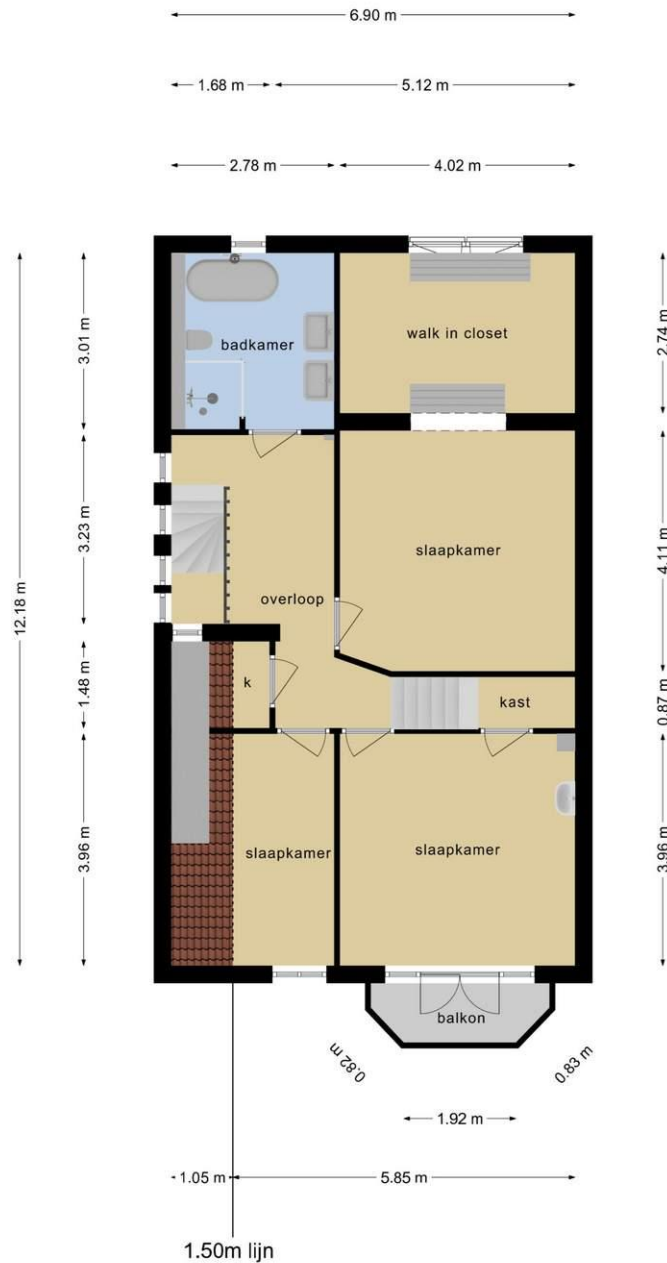 6.90 m
1.68 m
5.12 m
2.78 m
4.02 m
12.18 m
3.01 m
3.23 m
1.48 m
3.96 m
badkamer
walk in closet
slaapkamer
overloop
k
kast
slaapkamer
slaapkamer
balkon
2.74 m
4.11 m
0.87 m
3.96 m
0.82 m
0.83 m
1.92 m
1.05 m
5.85 m
1.50m lijn